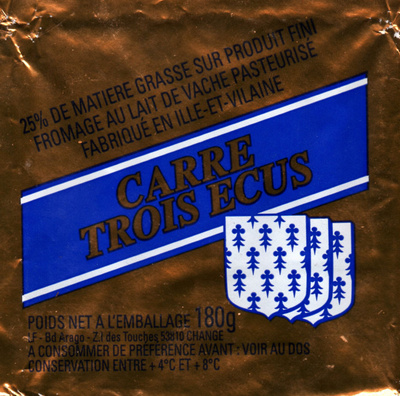 25% DE MATIERE GRASSE SUR PRODUIT FINI
FROMAGE AU LAIT DE VACHE PASTEURISE
FABRIQUÉ EN ILLE-ET-VILAINE
CARRE
TROIS ECUS
POIDS NET A L'EMBALLAGE 180g
LF - Bd Arago - Z.I des Touches 53810 CHANGE
A CONSOMMER DE PREFERENCE AVANT : VOIR AU DOS
CONSERVATION ENTRE +4°C ET +8°C